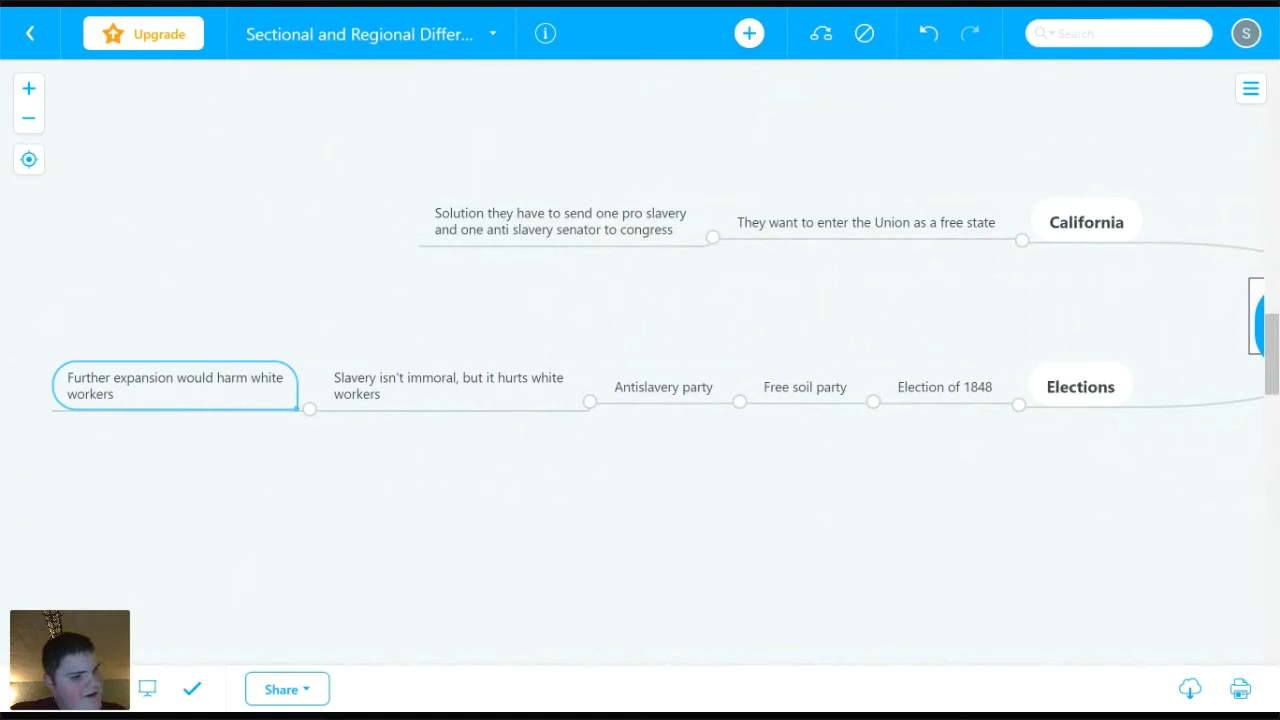 Upgrade
Sectional and Regional Differ...
Search
S
Solution they have to send one pro slavery
and one anti slavery senator to congress
They want to enter the Union as a free state
California
Further expansion would harm white
workers
Slavery isn't immoral, but it hurts white
workers
Antislavery party
Free soil party
Election of 1848
Elections
Share